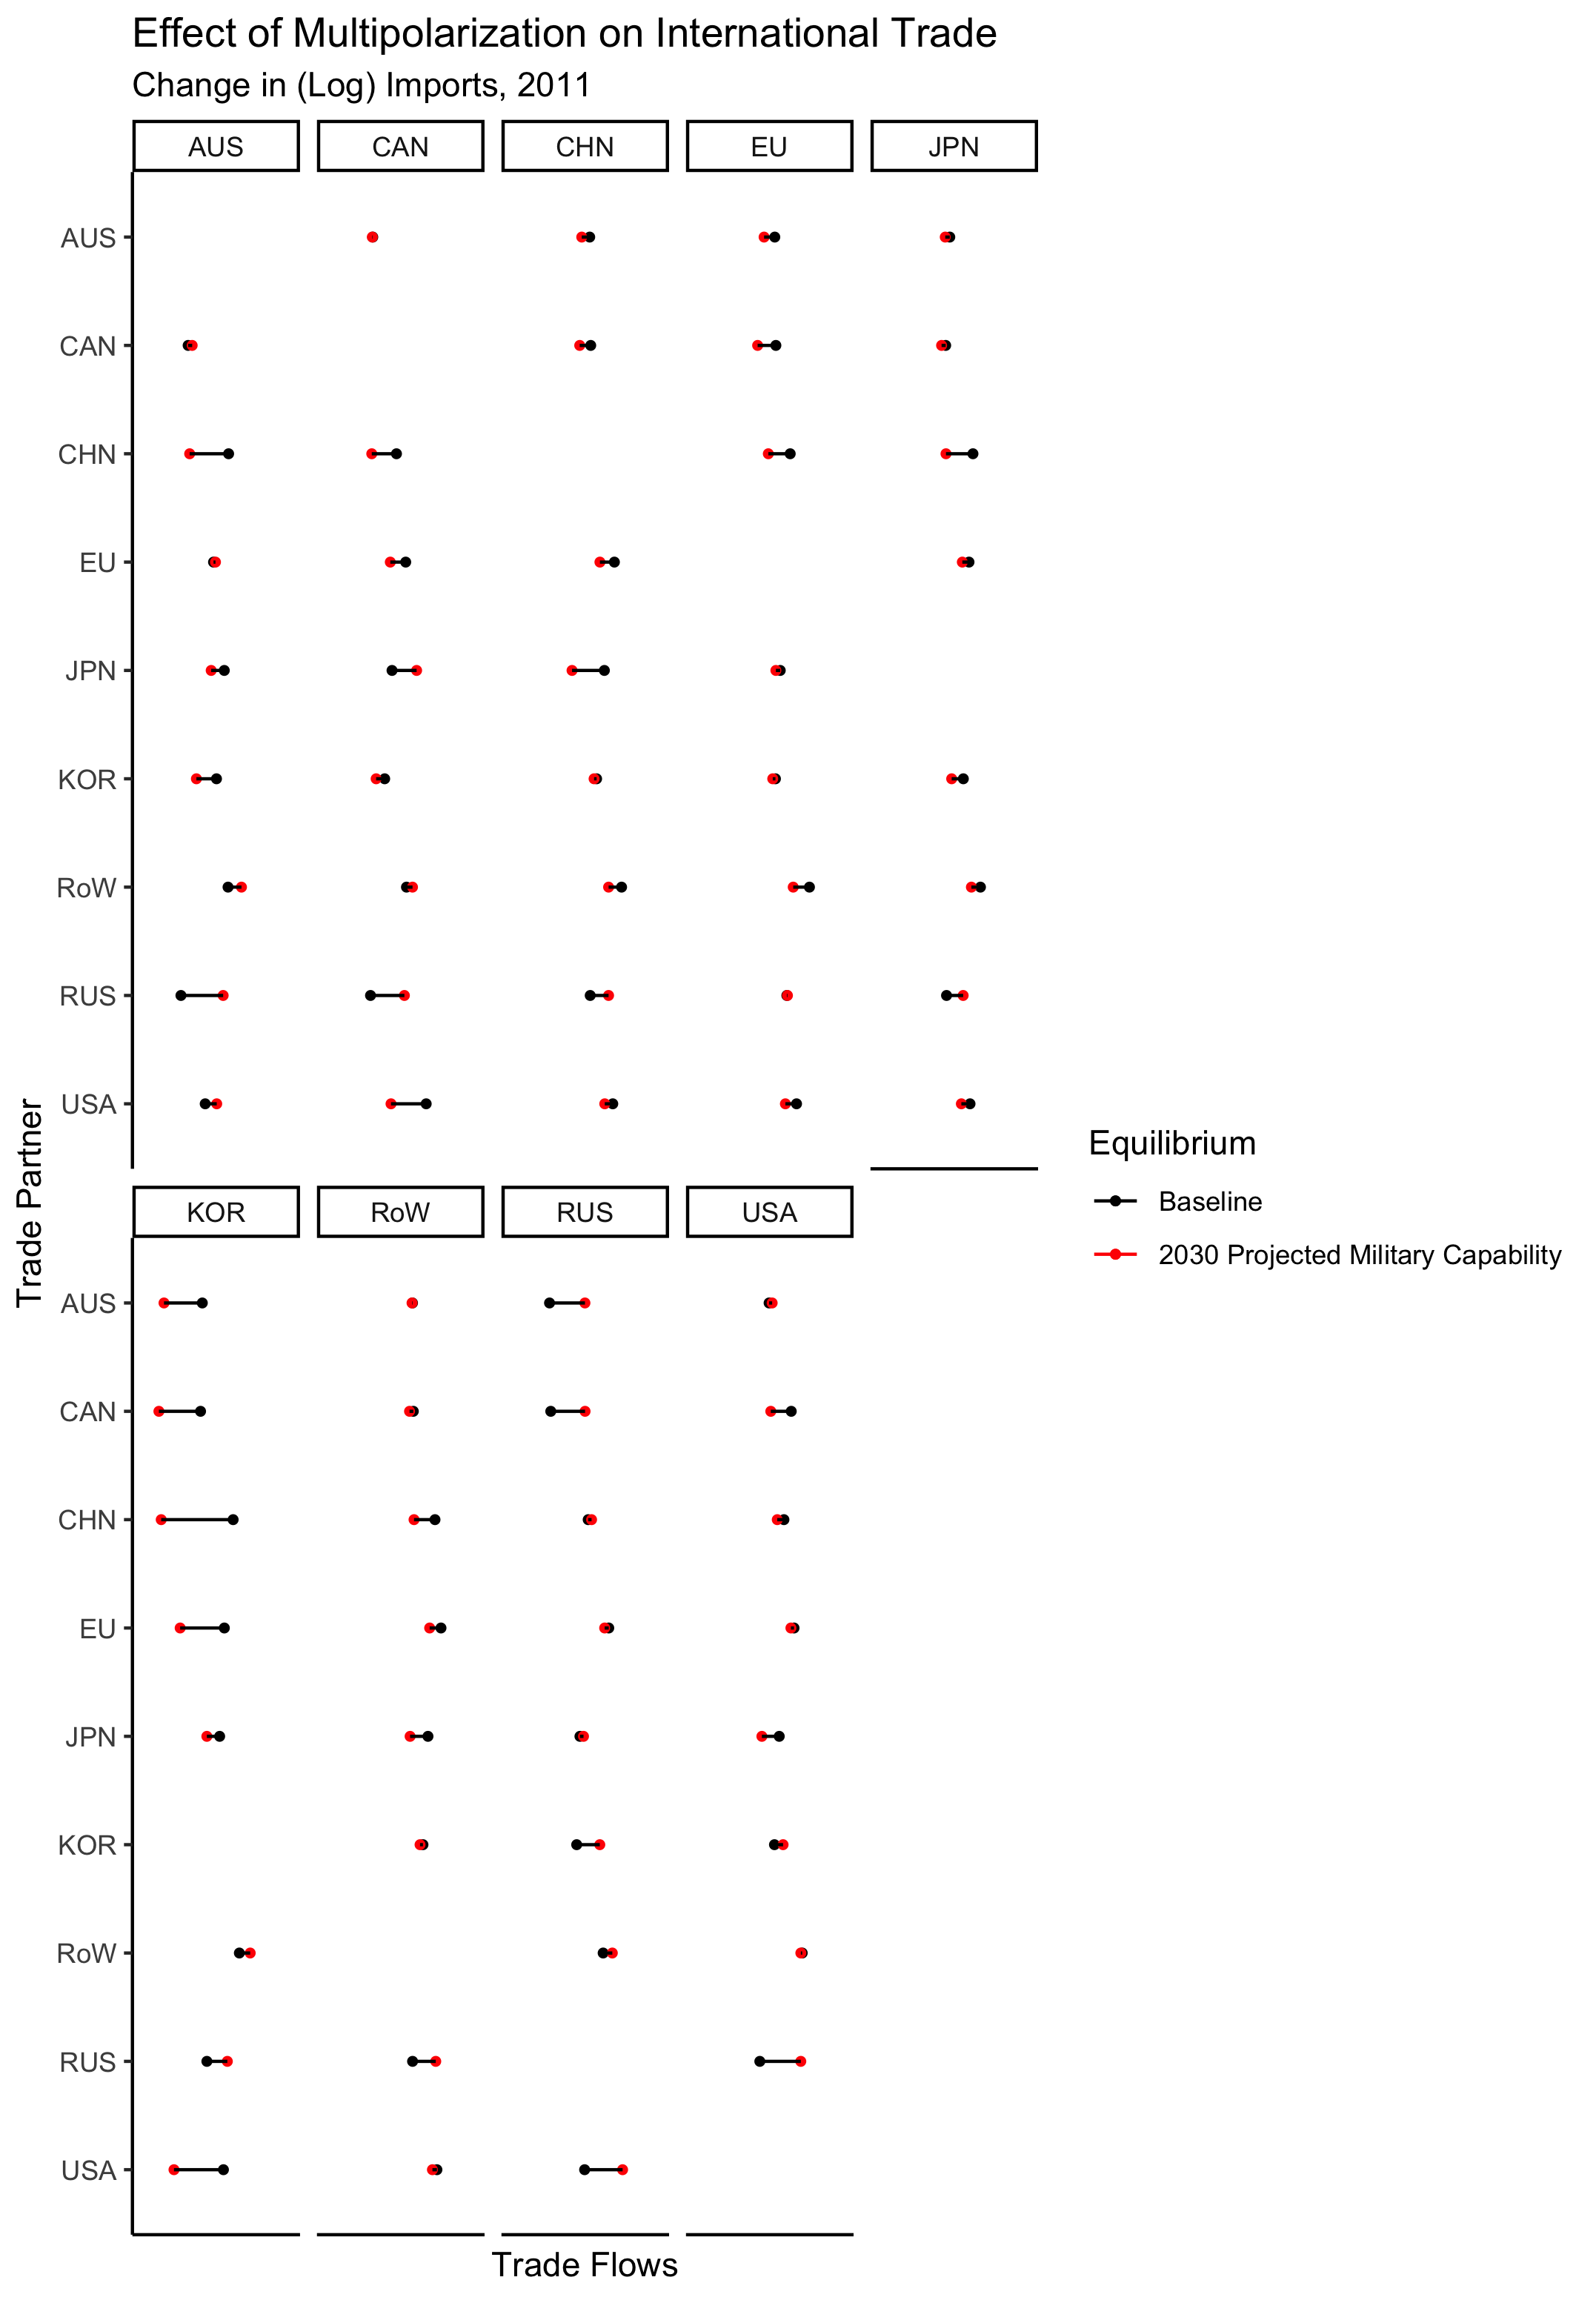 Effect of Multipolarization on International Trade
Change in (Log) Imports, 2011
AUS CAN CHN EU JPN
AUS
CAN
CHN
EU
JPN
KOR
RoW
RUS
USA
Trade Partner
KOR RoW RUS USA
AUS
CAN
CHN
EU
JPN
KOR
RoW
RUS
USA
Trade Flows
Equilibrium
Baseline
2030 Projected Military Capability